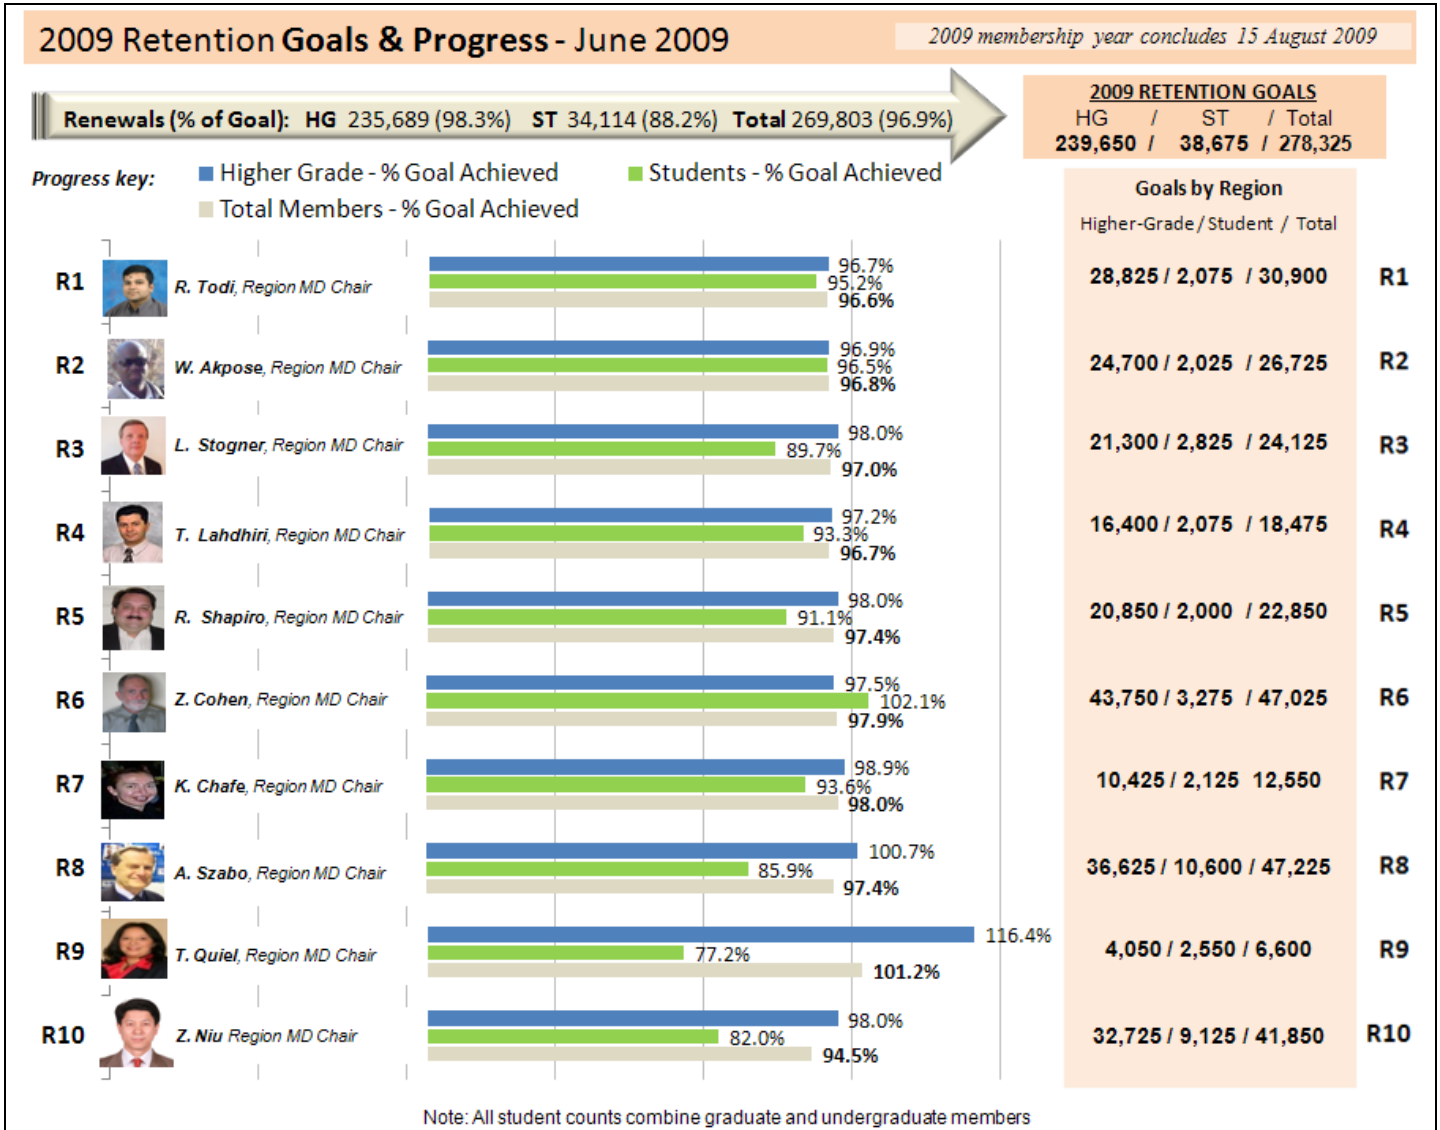 2009 Retention Goals & Progress - June 2009
2009 membership year concludes 15 August 2009
Renewals (% of Goal): HG 235,689 (98.3%) ST 34,114 (88.2%) Total 269,803 (96.9%)
2009 RETENTION GOALS
HG / ST / Total
239,650 / 38,675 / 278,325
Progress key:
Higher Grade - % Goal Achieved
Students - % Goal Achieved
Total Members - % Goal Achieved
Goals by Region
Higher-Grade / Student / Total
R1
R. Todi, Region MD Chair
96.7%
95.2%
96.6%
28,825 / 2,075 / 30,900
R1
R2
W. Akpose, Region MD Chair
96.9%
96.5%
96.8%
24,700 / 2,025 / 26,725
R2
R3
L. Stogner, Region MD Chair
98.0%
89.7%
97.0%
21,300 / 2,825 / 24,125
R3
R4
T. Lahdhiri, Region MD Chair
97.2%
93.3%
96.7%
16,400 / 2,075 / 18,475
R4
R5
R. Shapiro, Region MD Chair
98.0%
91.1%
97.4%
20,850 / 2,000 / 22,850
R5
R6
Z. Cohen, Region MD Chair
97.5%
102.1%
97.9%
43,750 / 3,275 / 47,025
R6
R7
K. Chafe, Region MD Chair
98.9%
93.6%
98.0%
10,425 / 2,125 12,550
R7
R8
A. Szabo, Region MD Chair
100.7%
85.9%
97.4%
36,625 / 10,600 / 47,225
R8
R9
T. Quiel, Region MD Chair
116.4%
77.2%
101.2%
4,050 / 2,550 / 6,600
R9
R10
Z. Niu Region MD Chair
98.0%
82.0%
94.5%
32,725 / 9,125 / 41,850
R10
Note: All student counts combine graduate and undergraduate members